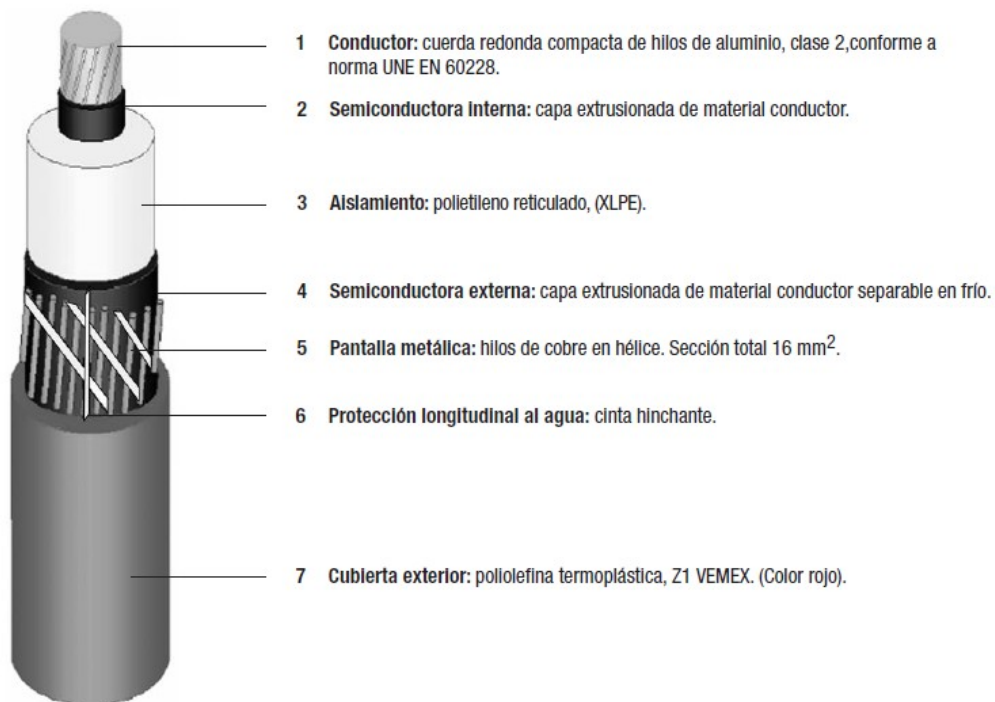 1 Conductor: cuerda redonda compacta de hilos de aluminio, clase 2,conforme a
norma UNE EN 60228.
2 Semiconductora interna: capa extrusionada de material conductor.
3 Aislamiento: polietileno reticulado, (XLPE).
4 Semiconductora externa: capa extrusionada de material conductor separable en frío.
5 Pantalla metálica: hilos de cobre en hélice. Sección total 16 mm².
6 Protección longitudinal al agua: cinta hinchante.
7 Cubierta exterior: poliolefina termoplástica, Z1 VEMEX. (Color rojo).